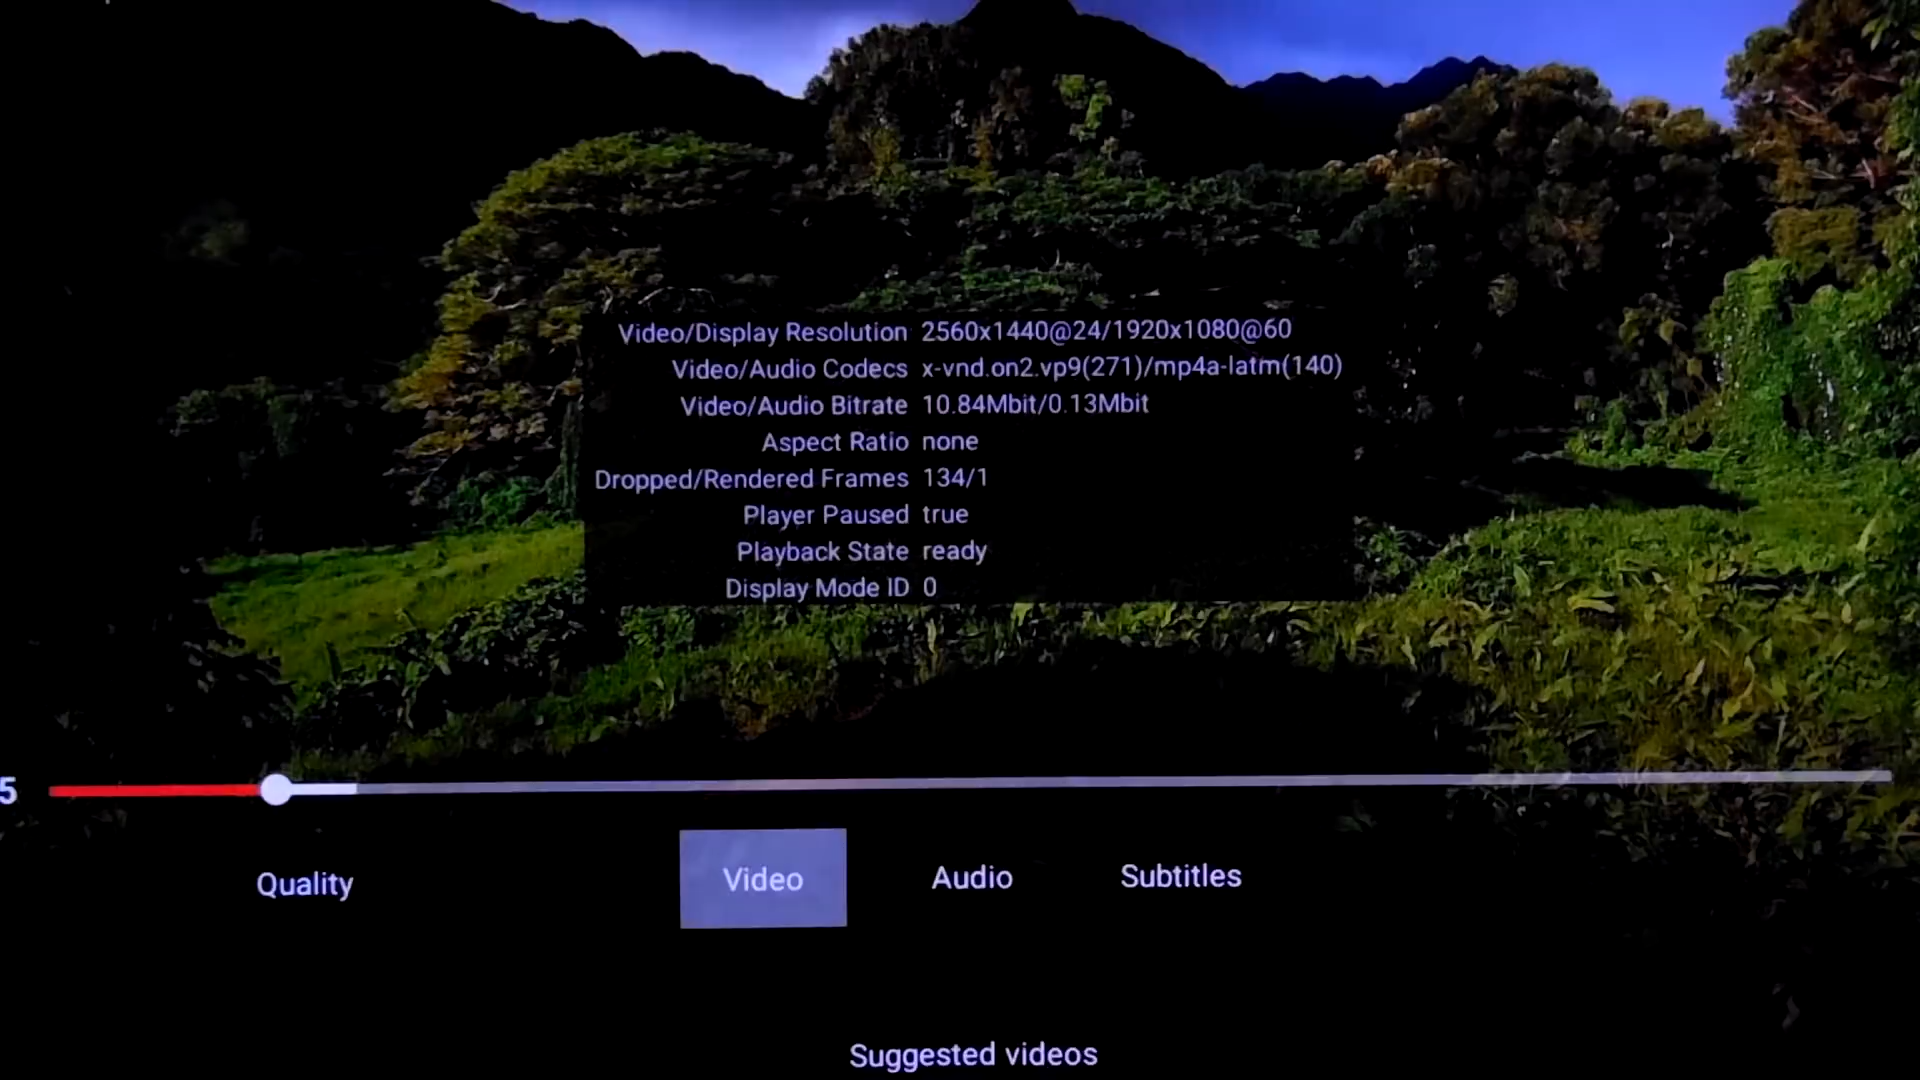 Video/Display Resolution 2560x1440@24/1920x1080@60
Video/Audio Codecs x-vnd.on2.vp9(271)/mp4a-latm(140)
Video/Audio Bitrate 10.84Mbit/0.13Mbit
Aspect Ratio none
Dropped/Rendered Frames 134/1
Player Paused true
Playback State ready
Display Mode ID 0
5
Quality
Video
Audio
Subtitles
Suggested videos